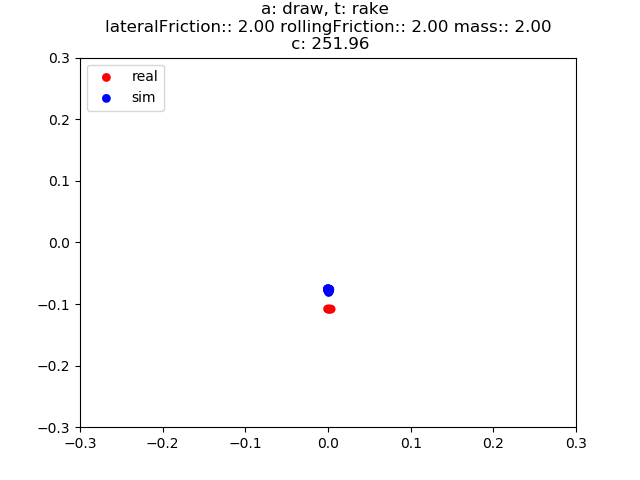 a: draw, t: rake
lateralFriction:: 2.00 rollingFriction:: 2.00 mass:: 2.00
c: 251.96
real
sim
0.3
0.2
0.1
0.0
−0.1
−0.2
−0.3
−0.3 −0.2 −0.1 0.0 0.1 0.2 0.3